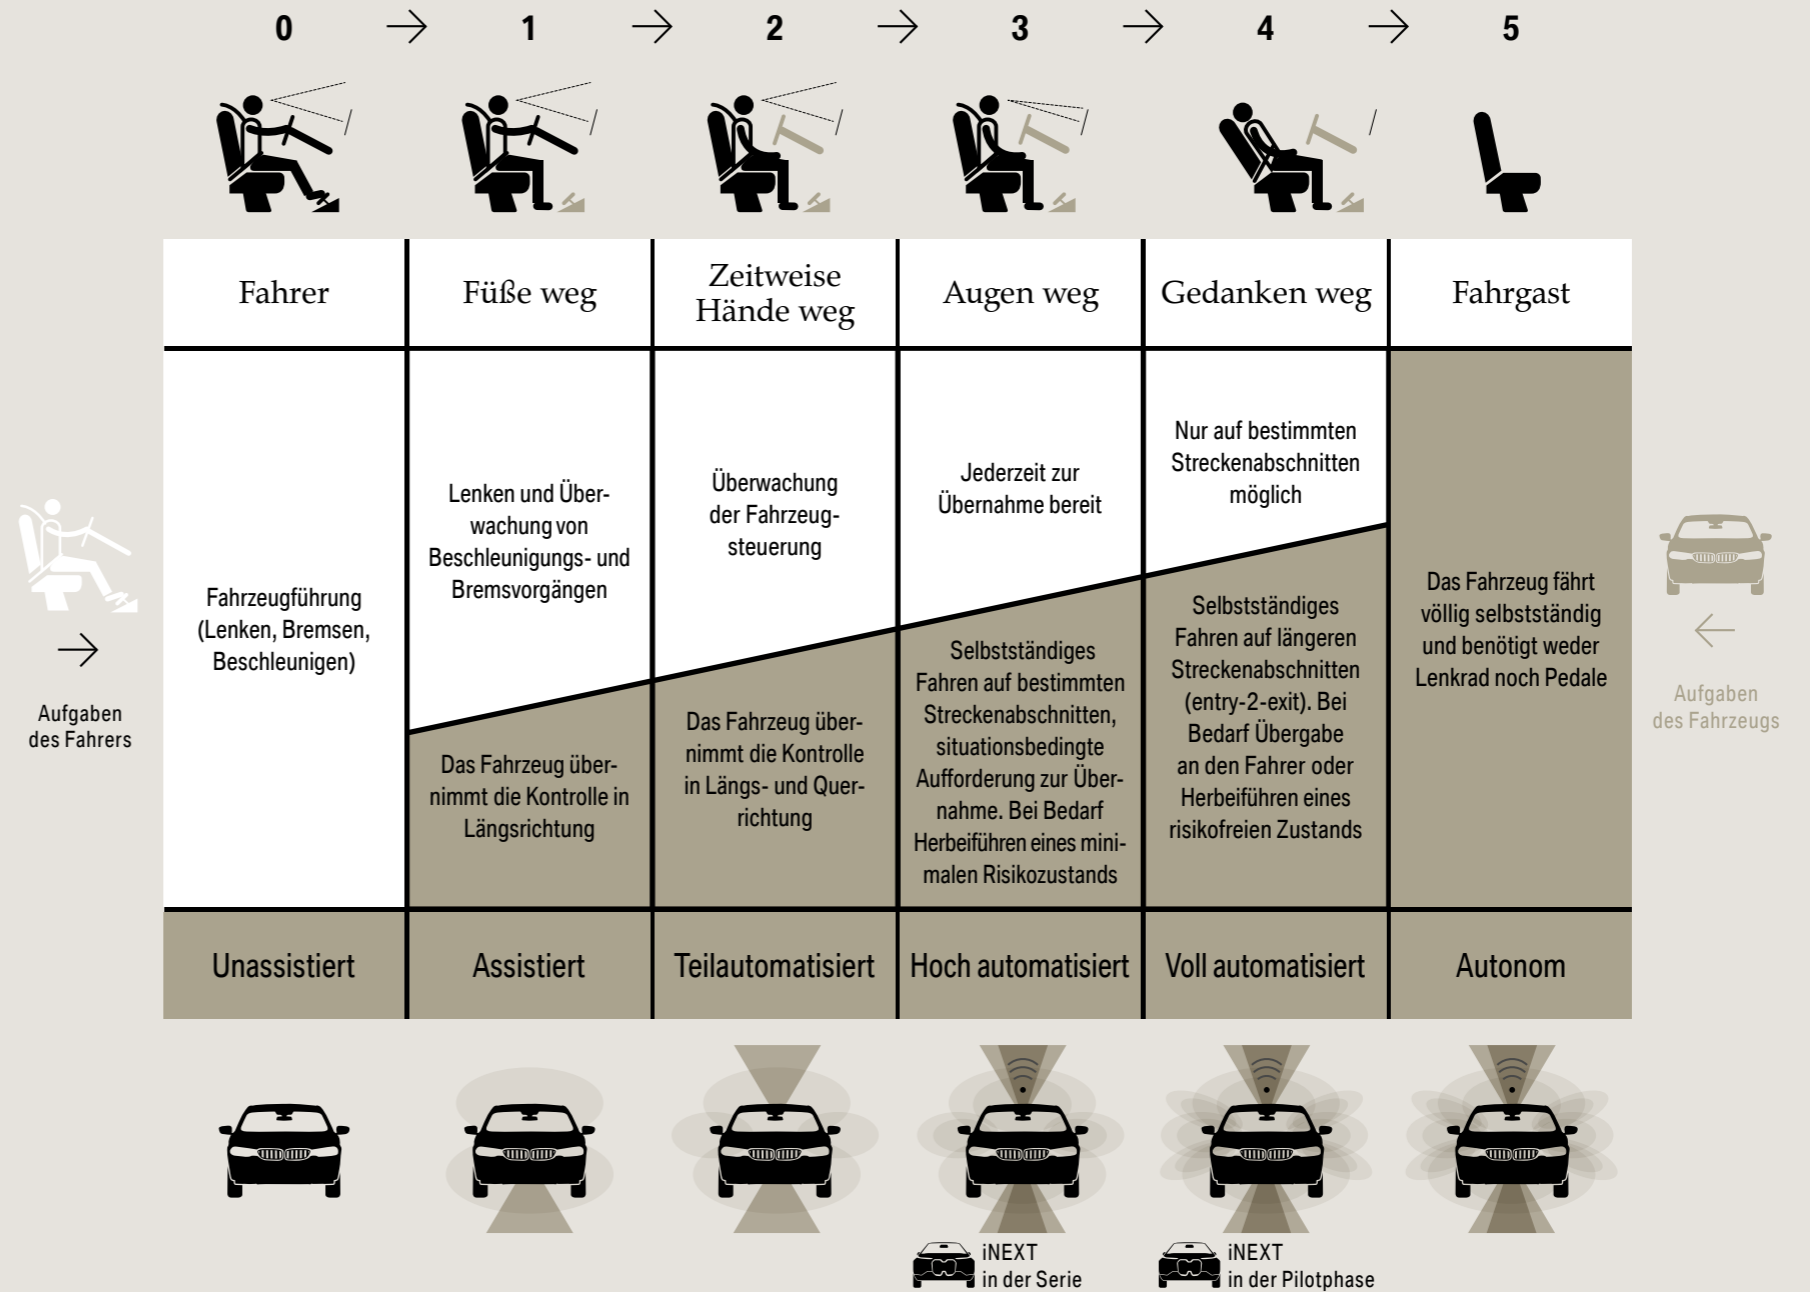 0 → 1 → 2 → 3 → 4 → 5
Fahrer
Füße weg
Zeitweise
Hände weg
Augen weg
Gedanken weg
Fahrgast
Aufgaben
des Fahrers
Fahrzeugführung
(Lenken, Bremsen,
Beschleunigen)
Lenken und Über-
wachung von
Beschleunigungs- und
Bremsvorgängen
Das Fahrzeug über-
nimmt die Kontrolle in
Längsrichtung
Überwachung
der Fahrzeug-
steuerung
Das Fahrzeug über-
nimmt die Kontrolle
in Längs- und Quer-
richtung
Jederzeit zur
Übernahme bereit
Selbstständiges
Fahren auf bestimmten
Streckenabschnitten,
situationsbedingte
Aufforderung zur Über-
nahme. Bei Bedarf
Herbeiführen eines mini-
malen Risikozustands
Nur auf bestimmten
Streckenabschnitten
möglich
Selbstständiges
Fahren auf längeren
Streckenabschnitten
(entry-2-exit). Bei
Bedarf Übergabe
an den Fahrer oder
Herbeiführen eines
risikofreien Zustands
Das Fahrzeug fährt
völlig selbstständig
und benötigt weder
Lenkrad noch Pedale
Aufgaben
des Fahrzeugs
Unassistiert
Assistiert
Teilautomatisiert
Hoch automatisiert
Voll automatisiert
Autonom
iNEXT
in der Serie
iNEXT
in der Pilotphase